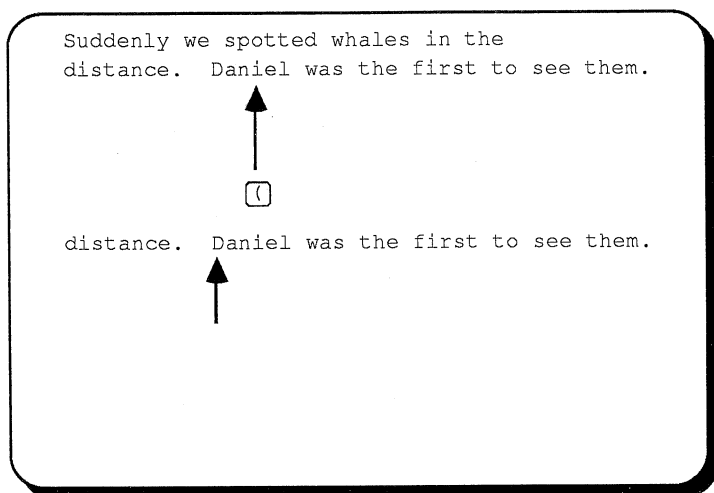 Suddenly we spotted whales in the
distance.  Daniel was the first to see them.
(
distance.  Daniel was the first to see them.